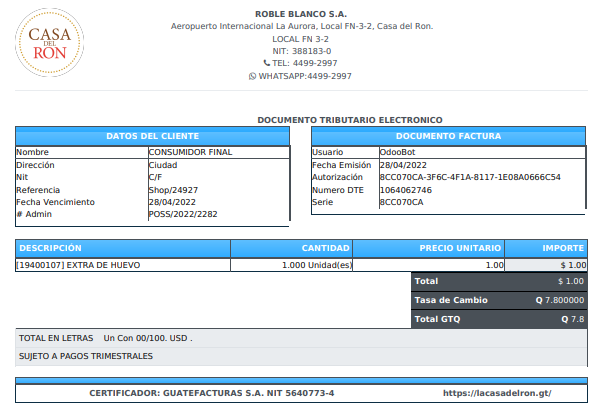 CASA
DEL
RON
ROBLE BLANCO S.A.
Aeropuerto Internacional La Aurora, Local FN-3-2, Casa del Ron.
LOCAL FN 3-2
NIT: 388183-0
TEL: 4499-2997
WHATSAPP:4499-2997
DOCUMENTO TRIBUTARIO ELECTRONICO
DATOS DEL CLIENTE
Nombre CONSUMIDOR FINAL
Dirección Ciudad
Nit C/F
Referencia Shop/24927
Fecha Vencimiento 28/04/2022
# Admin POSS/2022/2282
DOCUMENTO FACTURA
Usuario OdooBot
Fecha Emisión 28/04/2022
Autorización 8CC070CA-3F6C-4F1A-8117-1E08A0666C54
Numero DTE 1064062746
Serie 8CC070CA
DESCRIPCIÓN CANTIDAD PRECIO UNITARIO IMPORTE
[19400107] EXTRA DE HUEVO 1.000 Unidad(es) 1.00 $ 1.00
Total $ 1.00
Tasa de Cambio Q 7.800000
Total GTQ Q 7.8
TOTAL EN LETRAS Un Con 00/100. USD .
SUJETO A PAGOS TRIMESTRALES
CERTIFICADOR: GUATEFACTURAS S.A. NIT 5640773-4 https://lacasadelron.gt/